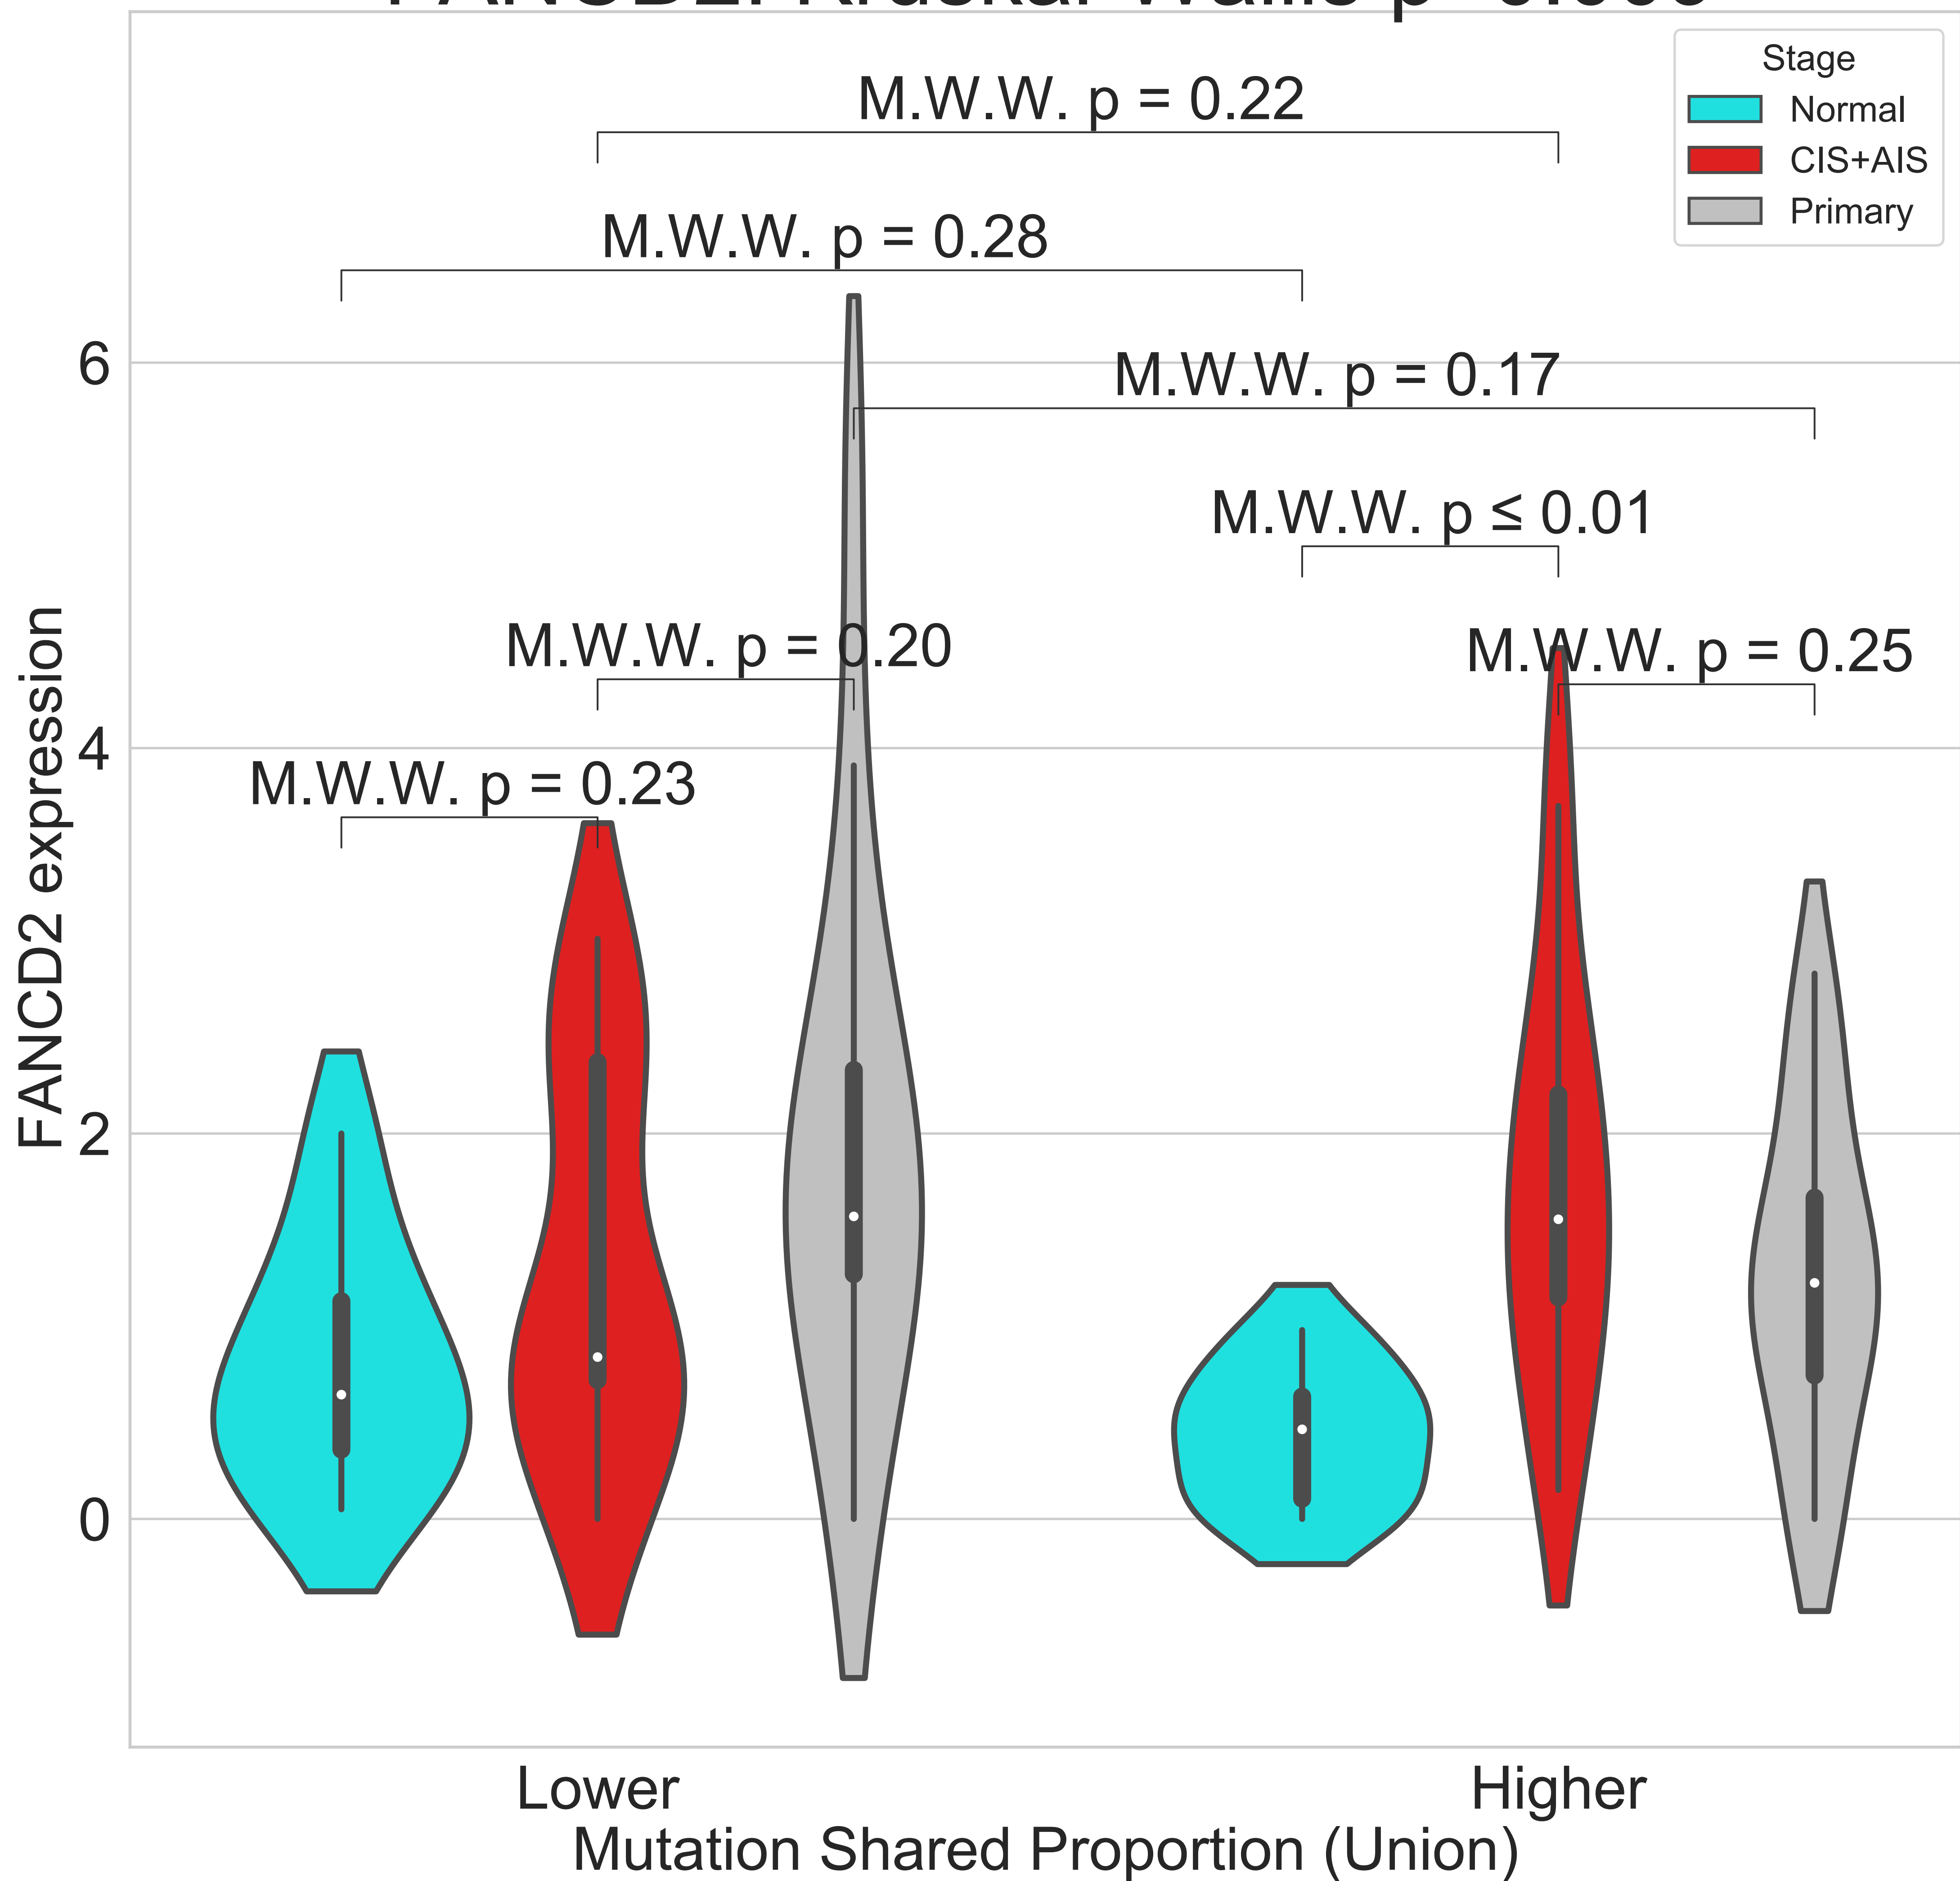 Stage
Normal
CIS+AIS
Primary
M.W.W. p = 0.22
M.W.W. p = 0.28
6
M.W.W. p = 0.17
M.W.W. p ≤ 0.01
M.W.W. p = 0.20
M.W.W. p = 0.25
4
M.W.W. p = 0.23
2
0
FANCD2 expression
Lower
Higher
Mutation Shared Proportion (Union)